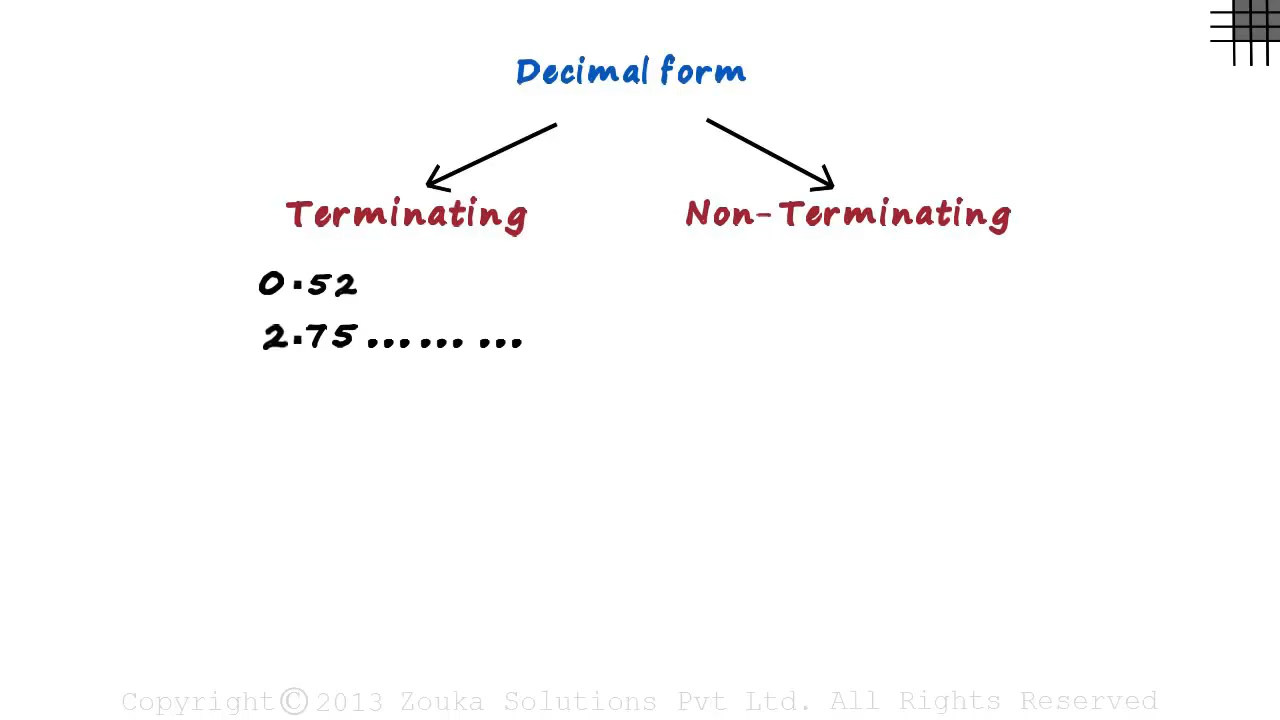 Decimal form
Terminating Non-Terminating
0.52
2.75 ... ... ...
Copyright © 2013 Zouka Solutions Pvt Ltd. All Rights Reserved